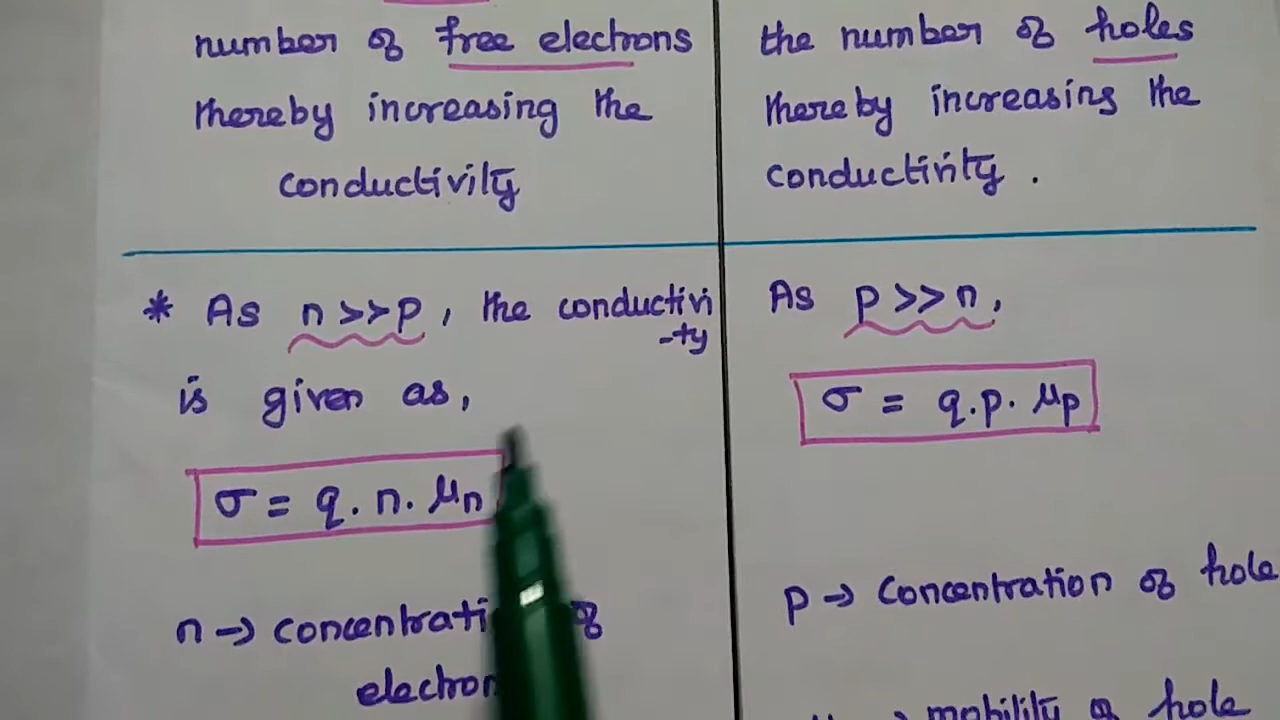 number of free electrons
thereby increasing the
conductivity
* As n >> p, the conductivi
-ty
is given as,
σ = q.n.μn
n → concentrati of
electron
the number of holes
thereby increasing the
conductivity.
As p >> n,
σ = q.p.μp
p → concentration of hole
mobility of hole